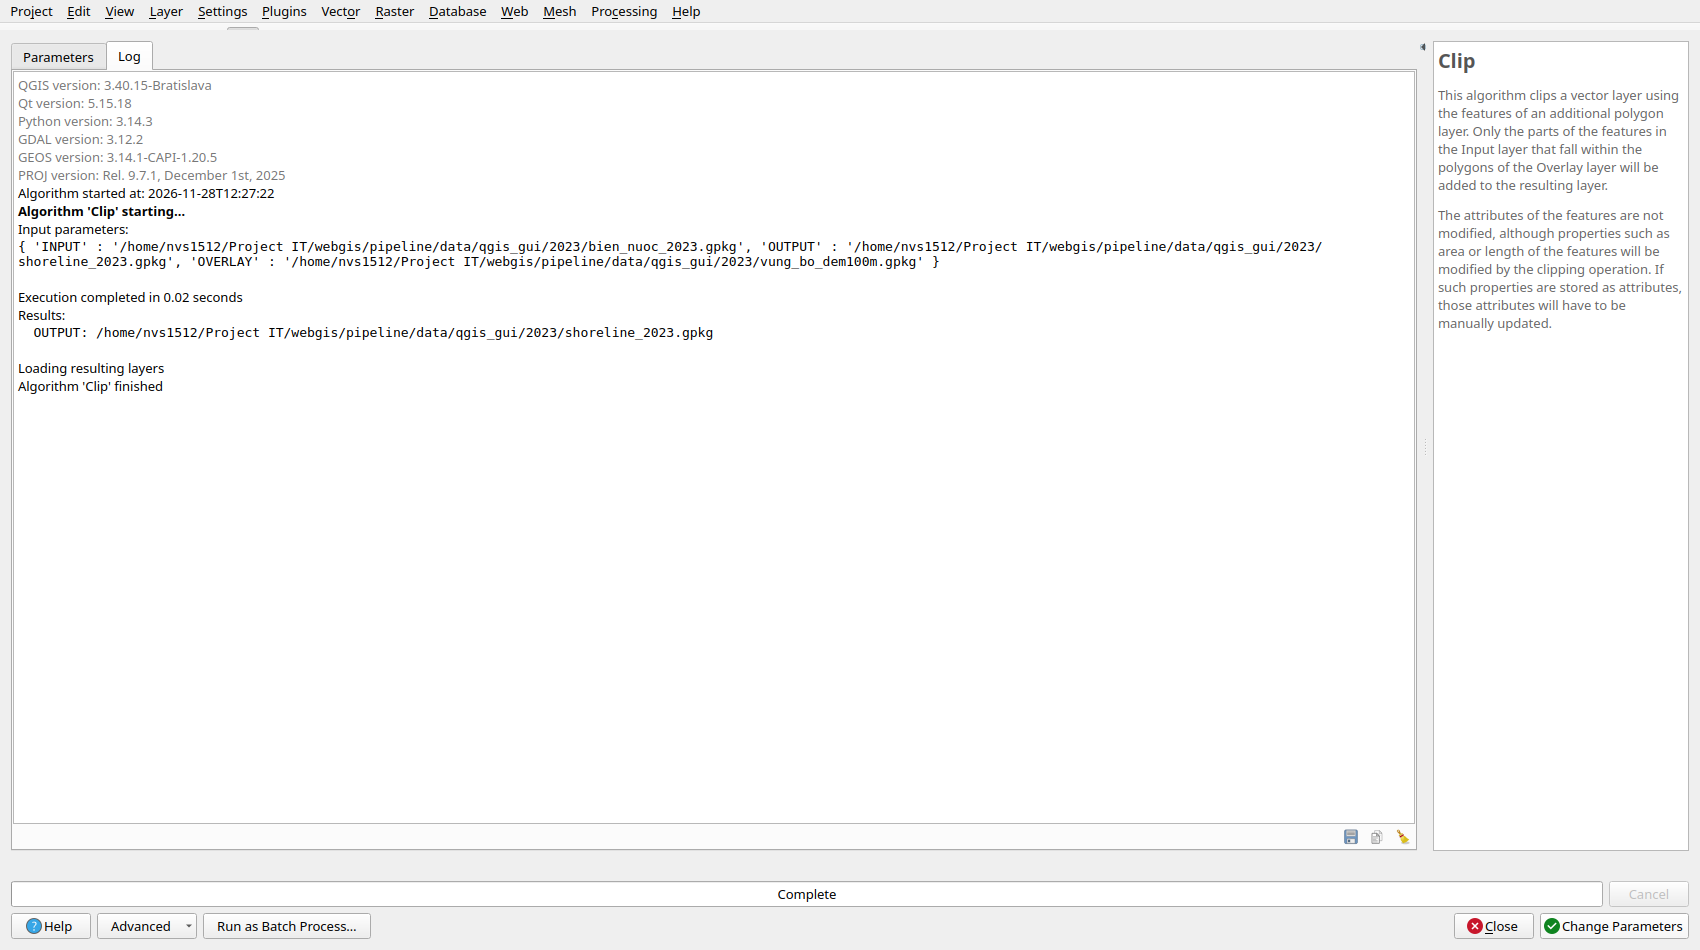 Project Edit View Layer Settings Plugins Vector Raster Database Web Mesh Processing Help
Parameters Log
QGIS version: 3.40.15-Bratislava
Qt version: 5.15.18
Python version: 3.14.3
GDAL version: 3.12.2
GEOS version: 3.14.1-CAPI-1.20.5
PROJ version: Rel. 9.7.1, December 1st, 2025
Algorithm started at: 2026-11-28T12:27:22
Algorithm 'Clip' starting…
Input parameters:
{ 'INPUT' : '/home/nvs1512/Project IT/webgis/pipeline/data/qgis_gui/2023/bien_nuoc_2023.gpkg', 'OUTPUT' : '/home/nvs1512/Project IT/webgis/pipeline/data/qgis_gui/2023/
shoreline_2023.gpkg', 'OVERLAY' : '/home/nvs1512/Project IT/webgis/pipeline/data/qgis_gui/2023/vung_bo_dem100m.gpkg' }
Execution completed in 0.02 seconds
Results:
OUTPUT: /home/nvs1512/Project IT/webgis/pipeline/data/qgis_gui/2023/shoreline_2023.gpkg
Loading resulting layers
Algorithm 'Clip' finished
Clip
This algorithm clips a vector layer using
the features of an additional polygon
layer. Only the parts of the features in
the Input layer that fall within the
polygons of the Overlay layer will be
added to the resulting layer.
The attributes of the features are not
modified, although properties such as
area or length of the features will be
modified by the clipping operation. If
such properties are stored as attributes,
those attributes will have to be
manually updated.
Complete
Cancel
Help Advanced Run as Batch Process… Close Change Parameters